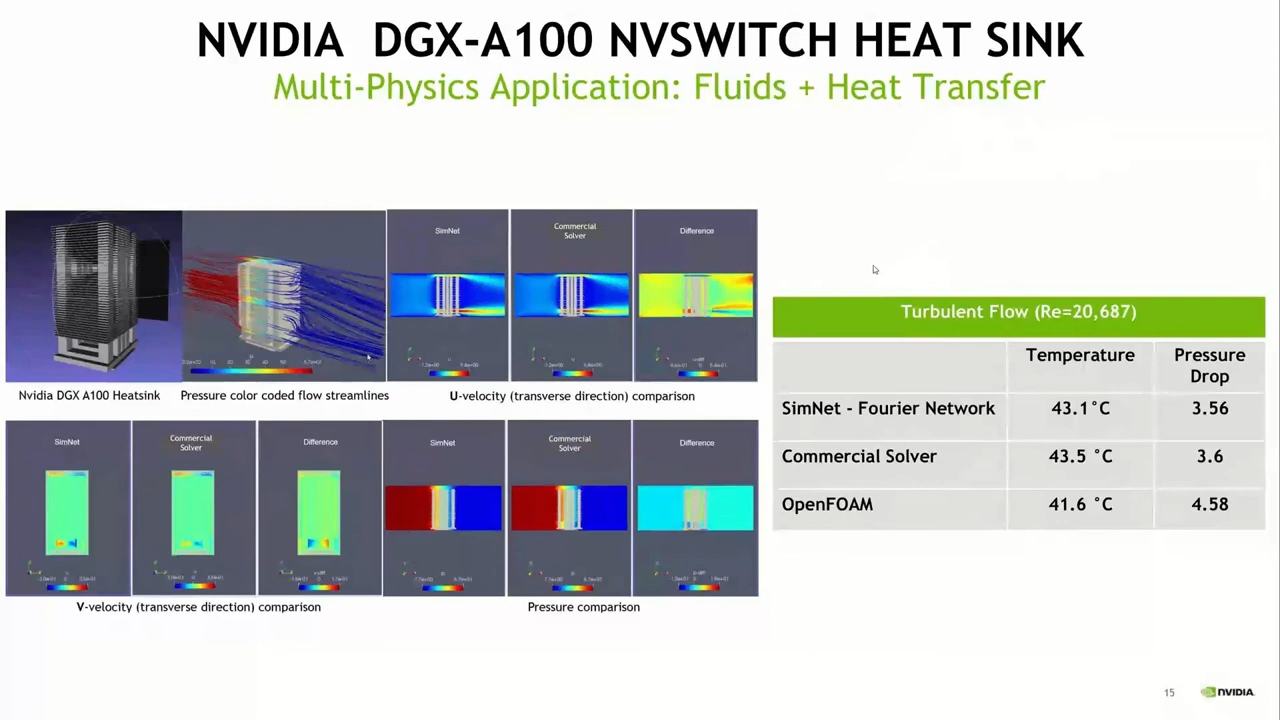 NVIDIA DGX-A100 NVSWITCH HEAT SINK
Multi-Physics Application: Fluids + Heat Transfer
SimNet
Commercial
Solver
Difference
Nvidia DGX A100 Heatsink
Pressure color coded flow streamlines
U-velocity (transverse direction) comparison
SimNet
Commercial
Solver
Difference
SimNet
Commercial
Solver
Difference
V-velocity (transverse direction) comparison
Pressure comparison
Turbulent Flow (Re=20,687)
Temperature
Pressure
Drop
SimNet - Fourier Network
43.1°C
3.56
Commercial Solver
43.5 °C
3.6
OpenFOAM
41.6 °C
4.58
15
NVIDIA.